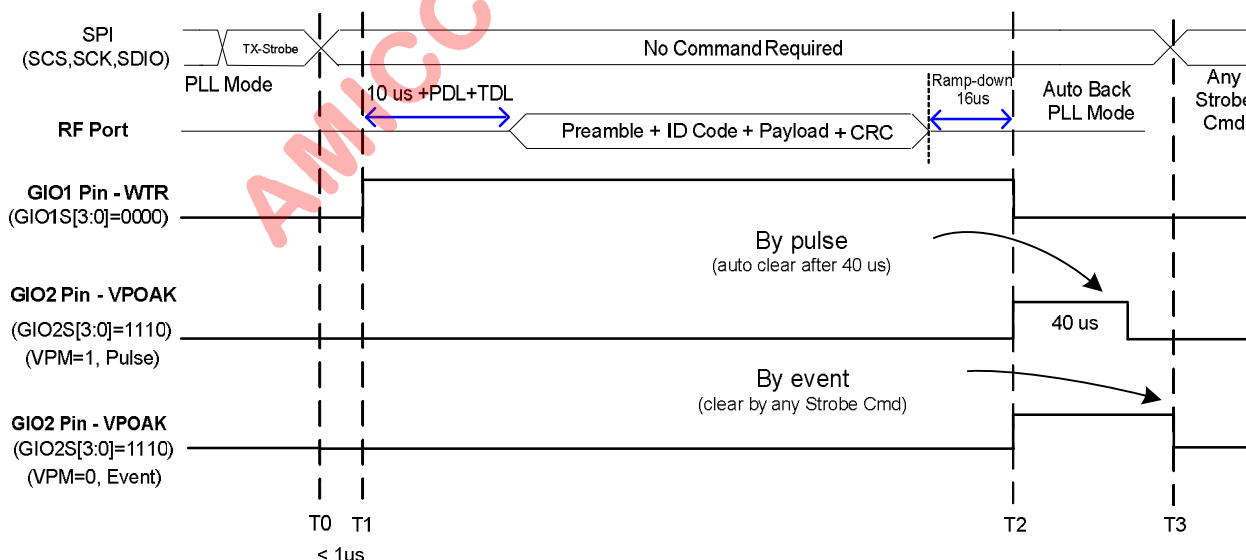 SPI
(SCS,SCK,SDIO)
TX-Strobe
No Command Required
PLL Mode
10 us +PDL+TDL
Ramp-down
16us
Auto Back
PLL Mode
Any
Strobe
Cmd
RF Port
Preamble + ID Code + Payload + CRC
AMICC
GIO1 Pin - WTR
(GIO1S[3:0]=0000)
By pulse
(auto clear after 40 us)
GIO2 Pin - VPOAK
(GIO2S[3:0]=1110)
(VPM=1, Pulse)
40 us
By event
(clear by any Strobe Cmd)
GIO2 Pin - VPOAK
(GIO2S[3:0]=1110)
(VPM=0, Event)
T0 T1 T2 T3
< 1us